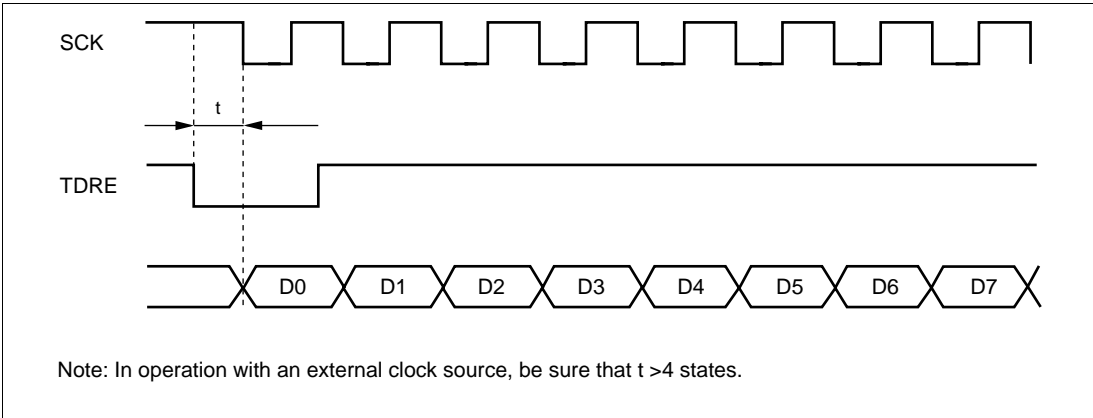 SCK
t
TDRE
D0 D1 D2 D3 D4 D5 D6 D7
Note: In operation with an external clock source, be sure that t >4 states.